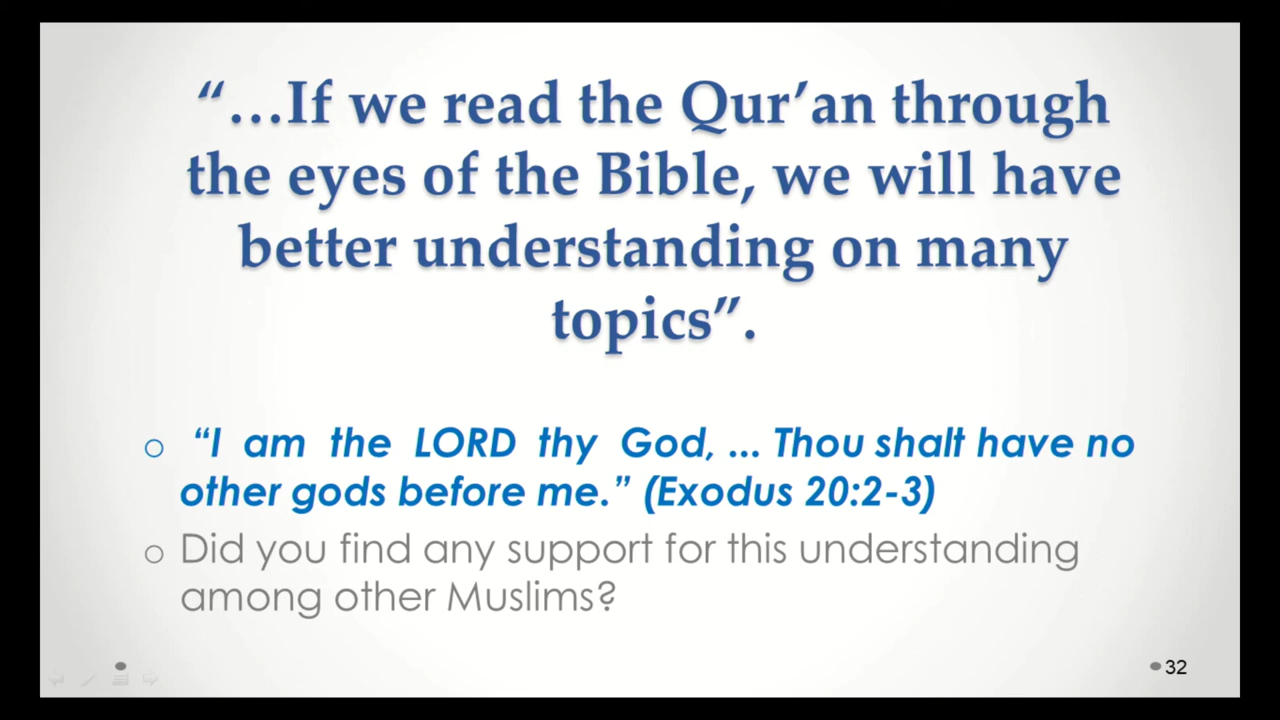 “…If we read the Qur’an through
the eyes of the Bible, we will have
better understanding on many
topics”.
“I am the LORD thy God, ... Thou shalt have no
other gods before me.” (Exodus 20:2-3)
Did you find any support for this understanding
among other Muslims?
32